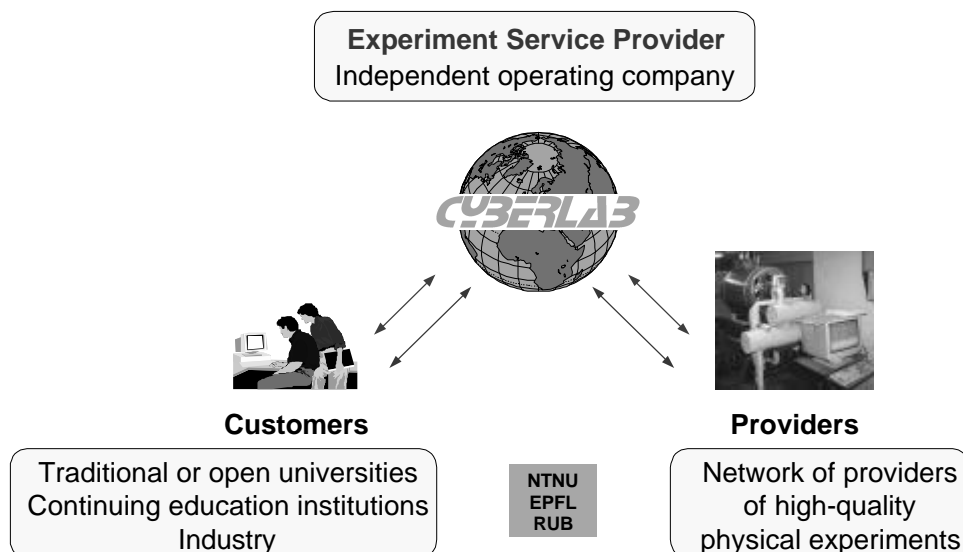 Experiment Service Provider
Independent operating company
CYBERLAB
Customers
Traditional or open universities
Continuing education institutions
Industry
NTNU
EPFL
RUB
Providers
Network of providers
of high-quality
physical experiments